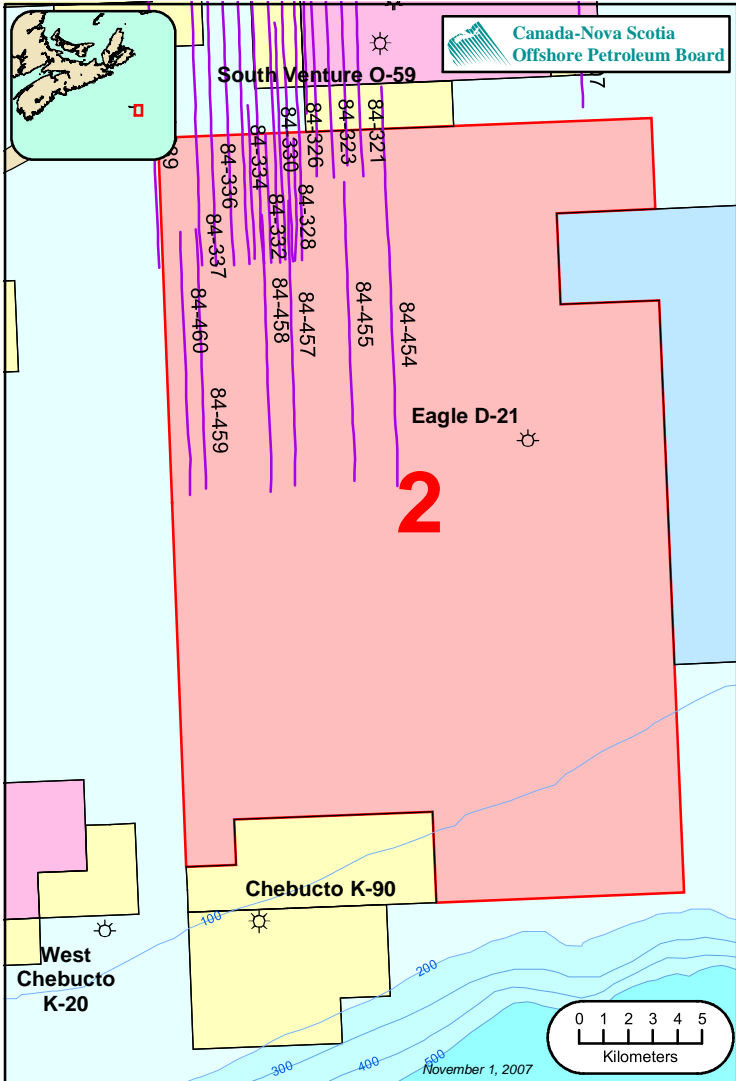 Canada-Nova Scotia
Offshore Petroleum Board
South Venture O-59
7
89
84-336
84-334
84-330
84-326
84-323
84-321
84-337
84-332
84-328
84-460
84-458
84-457
84-455
84-454
84-459
Eagle D-21
2
Chebucto K-90
100
West
Chebucto
K-20
200
300
400
500
November 1, 2007
0 1 2 3 4 5
Kilometers